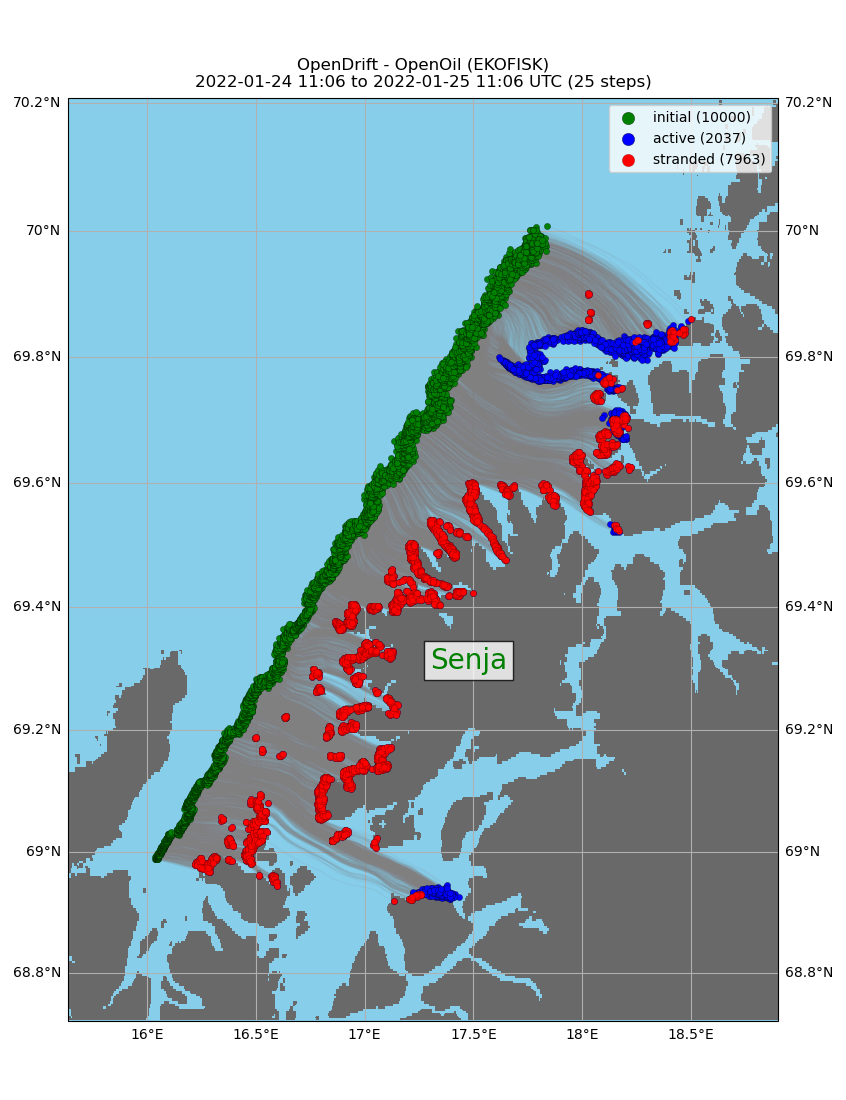 OpenDrift - OpenOil (EKOFISK)
2022-01-24 11:06 to 2022-01-25 11:06 UTC (25 steps)
70.2°N
70.2°N
initial (10000)
active (2037)
stranded (7963)
70°N
70°N
69.8°N
69.8°N
69.6°N
69.6°N
69.4°N
69.4°N
Senja
69.2°N
69.2°N
69°N
69°N
68.8°N
68.8°N
16°E
16.5°E
17°E
17.5°E
18°E
18.5°E